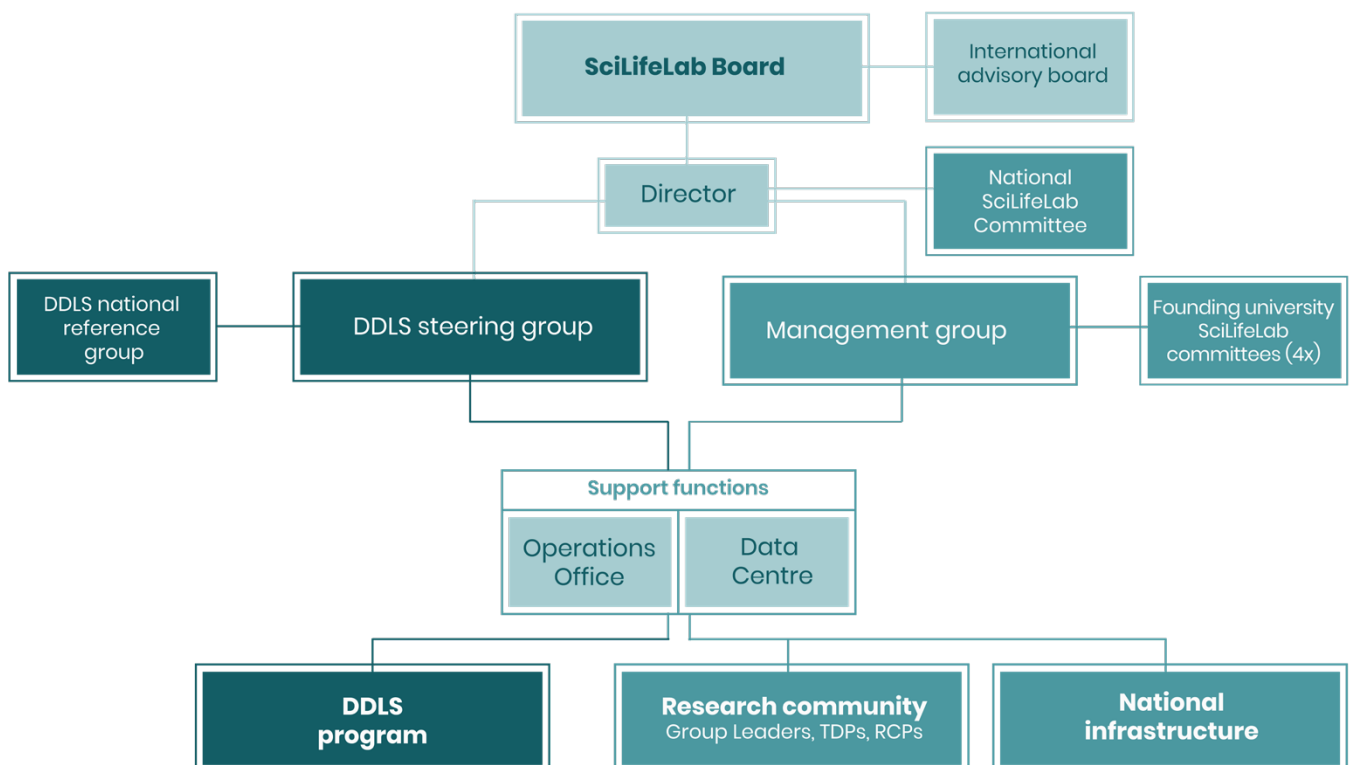 SciLifeLab Board
International
advisory board
Director
National
SciLifeLab
Committee
DDLS national
reference
group
DDLS steering group
Management group
Founding university
SciLifeLab
committees (4x)
Support functions
Operations
Office
Data
Centre
DDLS
program
Research community
Group Leaders, TDPs, RCPs
National
infrastructure